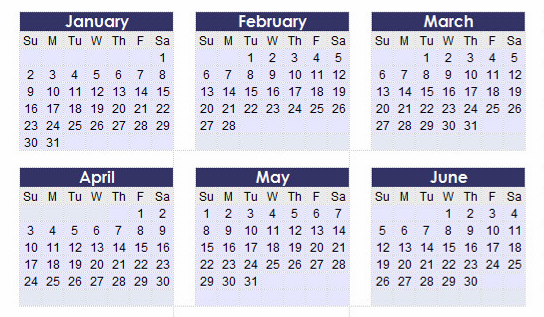 January February March
Su M Tu W Th F Sa Su M Tu W Th F Sa Su M Tu W Th F Sa
1 1 2 3 4 5 1 2 3 4 5
2 3 4 5 6 7 8 6 7 8 9 10 11 12 6 7 8 9 10 11 12
9 10 11 12 13 14 15 13 14 15 16 17 18 19 13 14 15 16 17 18 19
16 17 18 19 20 21 22 20 21 22 23 24 25 26 20 21 22 23 24 25 26
23 24 25 26 27 28 29 27 28 27 28 29 30 31
30 31
April May June
Su M Tu W Th F Sa Su M Tu W Th F Sa Su M Tu W Th F Sa
1 2 1 2 3 4 5 6 7 1 2 3 4
3 4 5 6 7 8 9 8 9 10 11 12 13 14 5 6 7 8 9 10 11
10 11 12 13 14 15 16 15 16 17 18 19 20 21 12 13 14 15 16 17 18
17 18 19 20 21 22 23 22 23 24 25 26 27 28 19 20 21 22 23 24 25
24 25 26 27 28 29 30 29 30 31 26 27 28 29 30